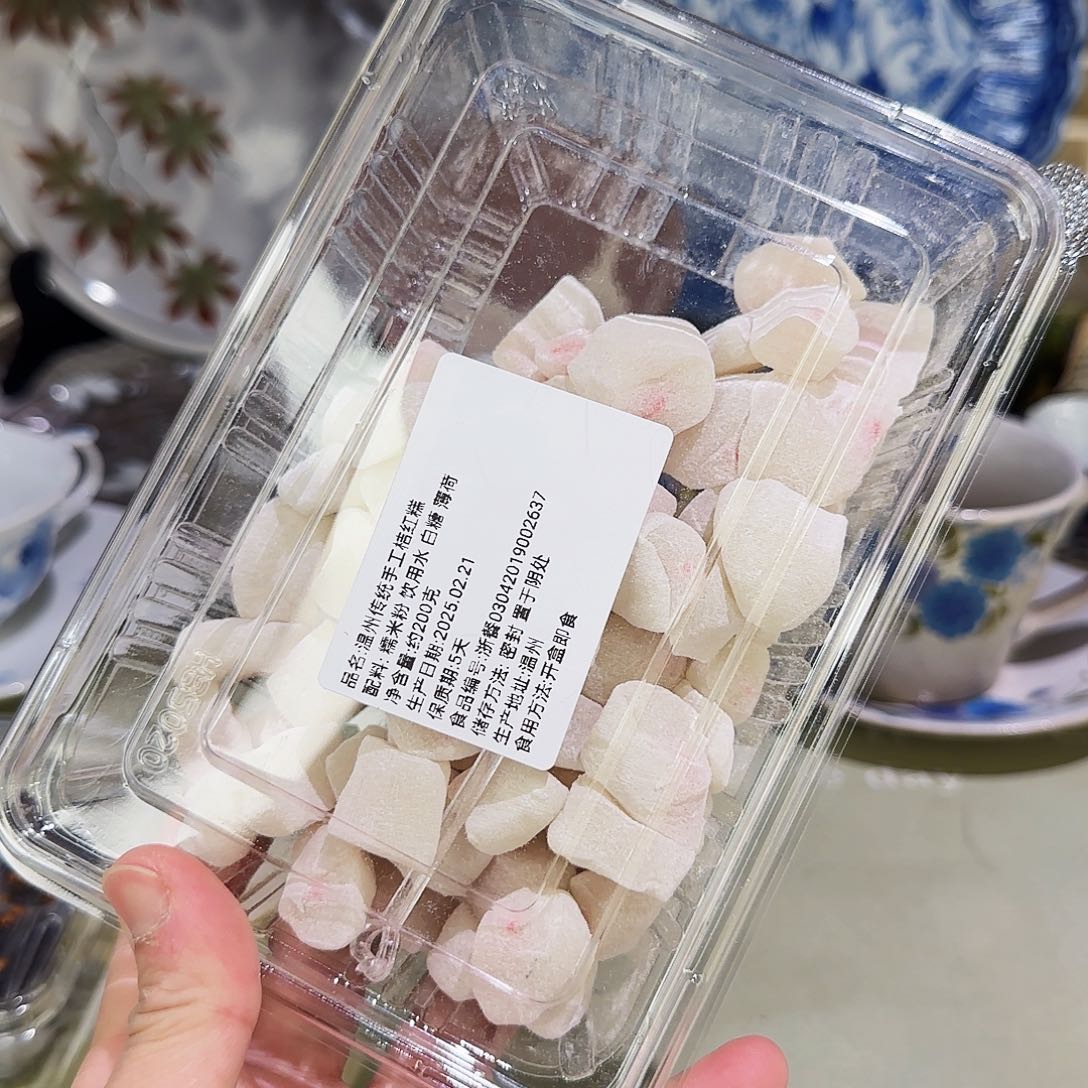 品名:温州传统手工桔红糕
配料: 糯米粉 饮用水 白糖 薄荷
净含量:约200克
生产日期:2025.02.21
保质期:5天
食品编号:浙餐0304201900​2637
储存方法: 密封 置于阴处
生产地址:温州
食用方法:开盒即食